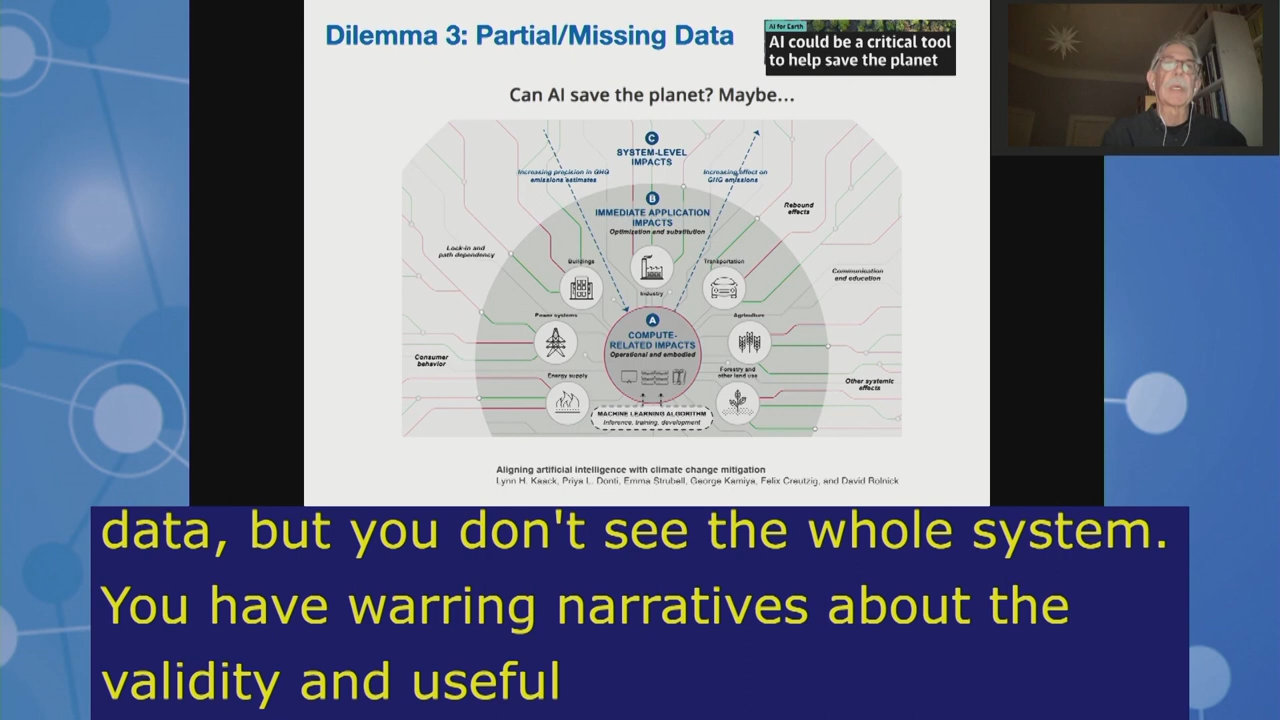 Dilemma 3: Partial/Missing Data
AI for Earth
AI could be a critical tool
to help save the planet
Can AI save the planet? Maybe...
C
SYSTEM-LEVEL
IMPACTS
Increasing precision in GHG
emissions estimates
Increasing effect on
GHG emissions
B
IMMEDIATE APPLICATION
IMPACTS
Optimization and substitution
Rebound
effects
Lock-in and
path dependency
Buildings
Industry
Transportation
Communication
and education
Power systems
Agriculture
A
COMPUTE-
RELATED IMPACTS
Operational and embodied
Consumer
behavior
Energy supply
Forestry and
other land use
Other systemic
effects
MACHINE LEARNING ALGORITHM
Inference, training, development
Aligning artificial intelligence with climate change mitigation
Lynn H. Kaack, Priya L. Donti, Emma Strubell, George Kamiya, Felix Creutzig, and David Rolnick
data, but you don't see the whole system.
You have warring narratives about the
validity and useful